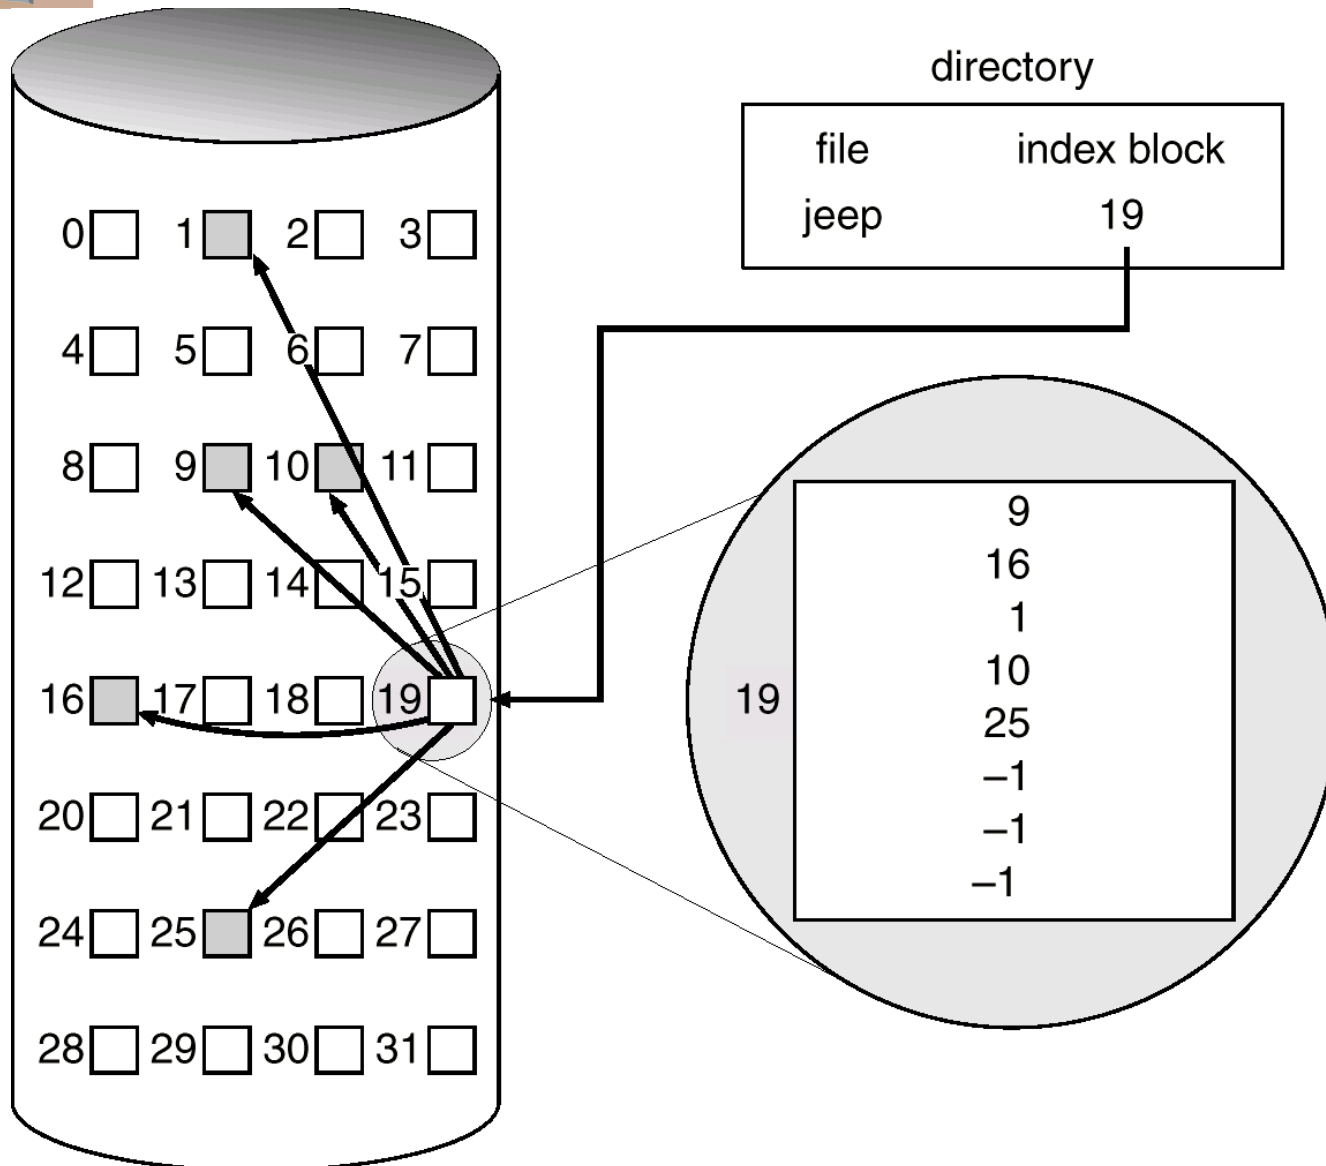 directory
file index block
jeep 19
0 1 2 3
4 5 6 7
8 9 10 11
12 13 14 15
16 17 18 19
20 21 22 23
24 25 26 27
28 29 30 31
19
9
16
1
10
25
–1
–1
–1